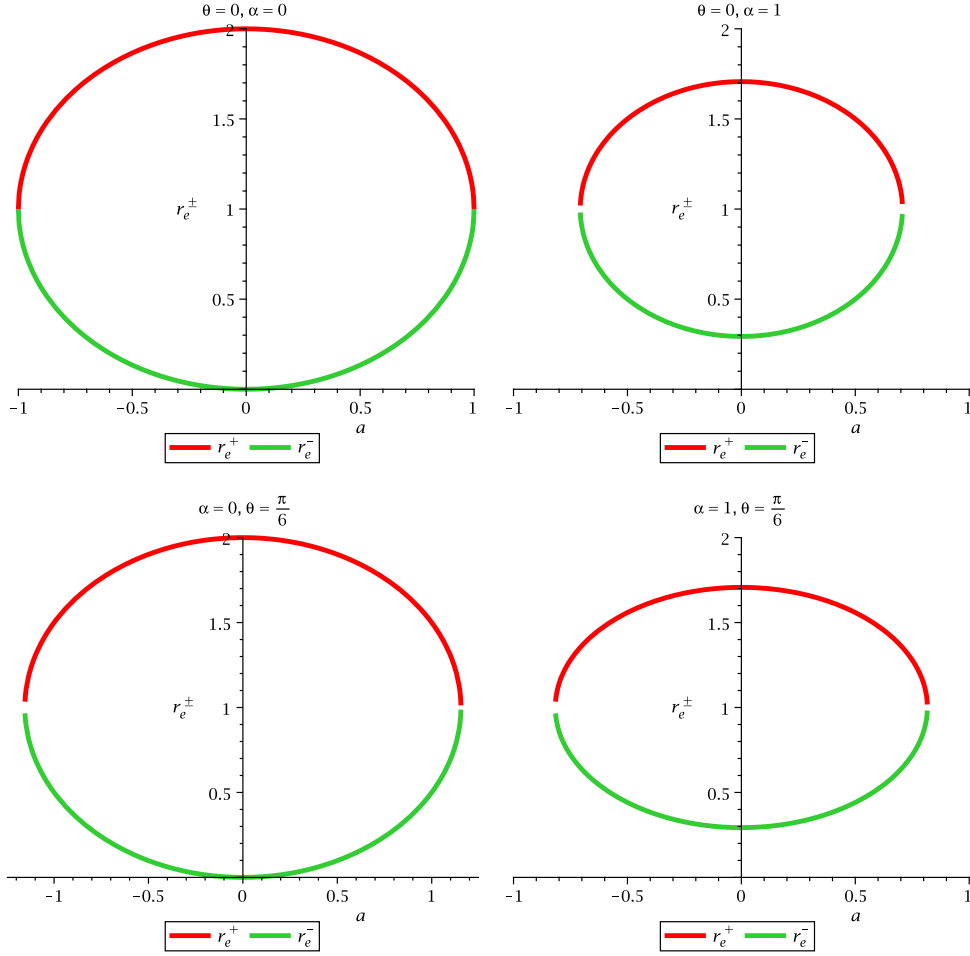 θ = 0, α = 0
2
1.5
r_e^± 1
0.5
−1 −0.5 0 0.5 1
a
r_e^+ r_e^-
θ = 0, α = 1
2
1.5
r_e^± 1
0.5
−1 −0.5 0 0.5 1
a
r_e^+ r_e^-
α = 0, θ = π/6
2
1.5
r_e^± 1
0.5
−1 −0.5 0 0.5 1
a
r_e^+ r_e^-
α = 1, θ = π/6
2
1.5
r_e^± 1
0.5
−1 −0.5 0 0.5 1
a
r_e^+ r_e^-